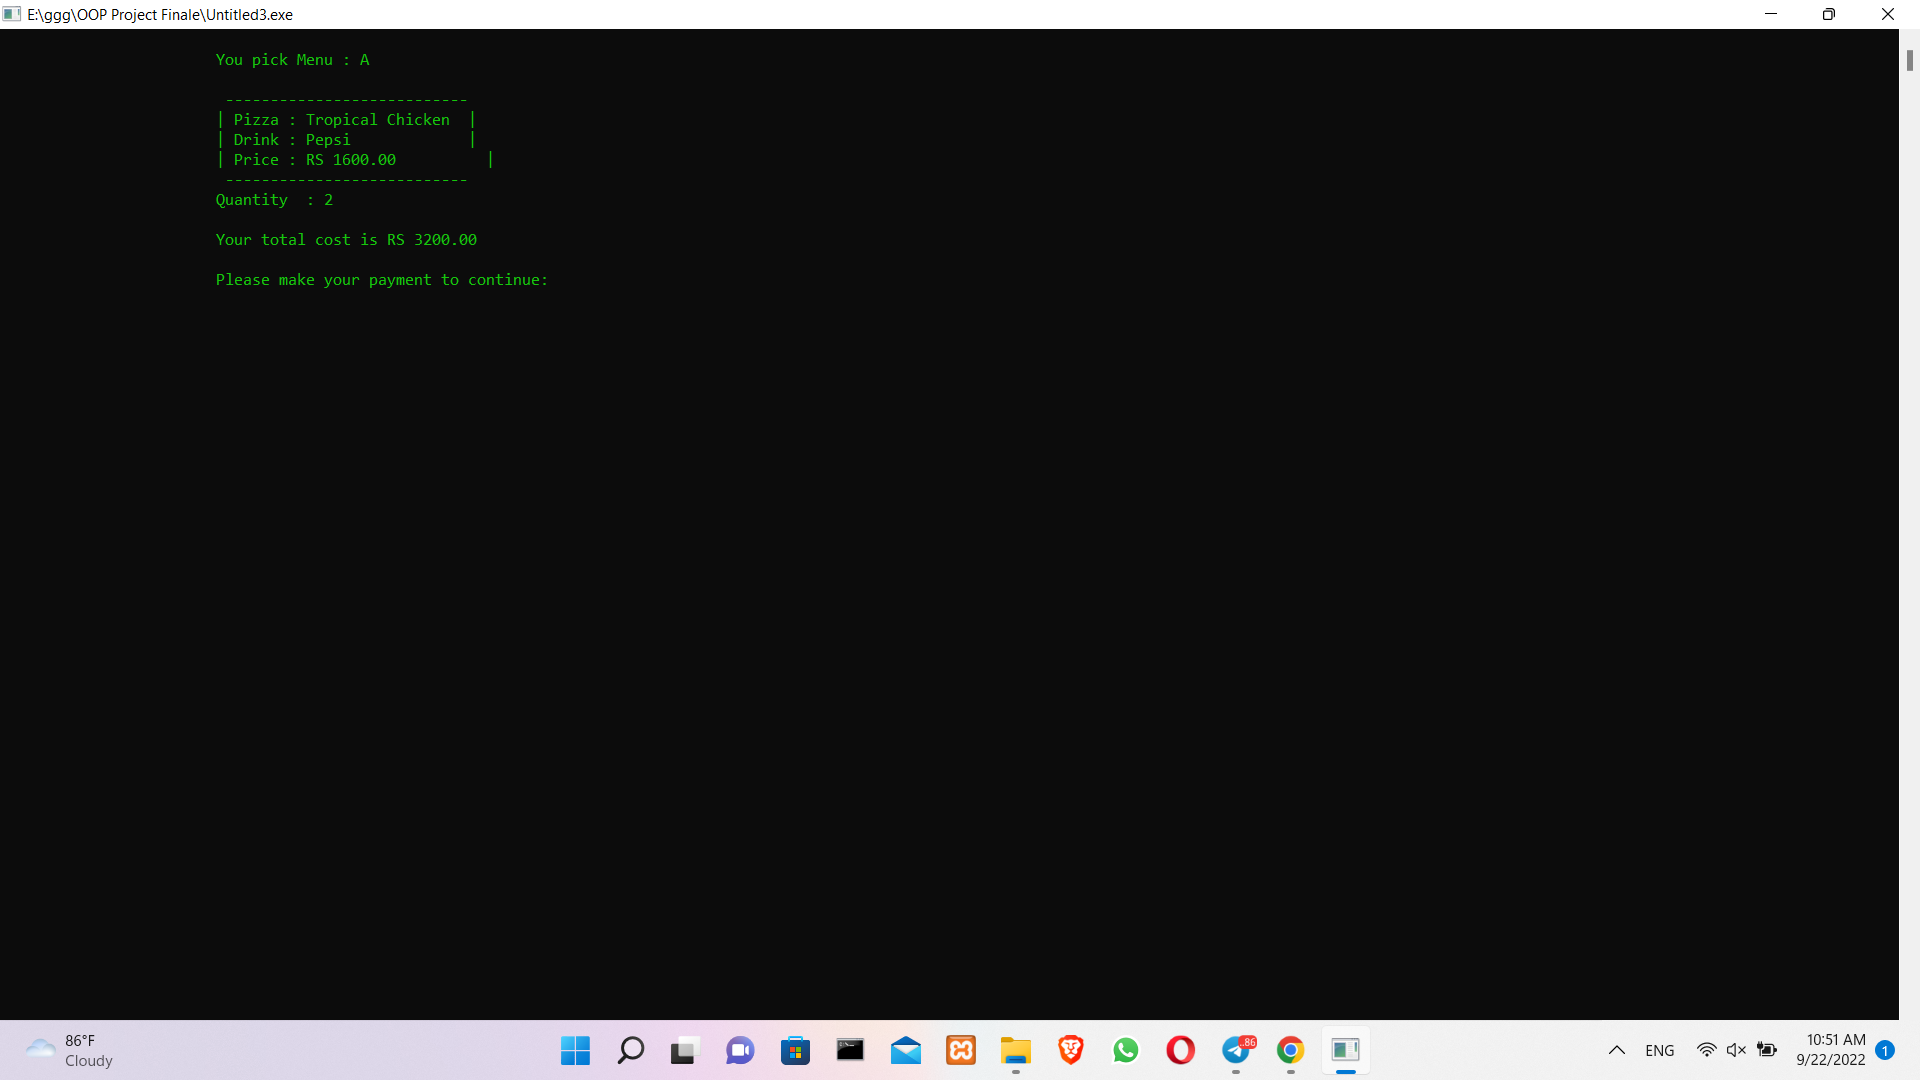 E:\ggg\OOP Project Finale\Untitled3.exe
You pick Menu : A
---------------------------
| Pizza : Tropical Chicken  |
| Drink : Pepsi             |
| Price : RS 1600.00          |
---------------------------
Quantity  : 2
Your total cost is RS 3200.00
Please make your payment to continue:
86°F
Cloudy
..86
ENG
10:51 AM
9/22/2022
1